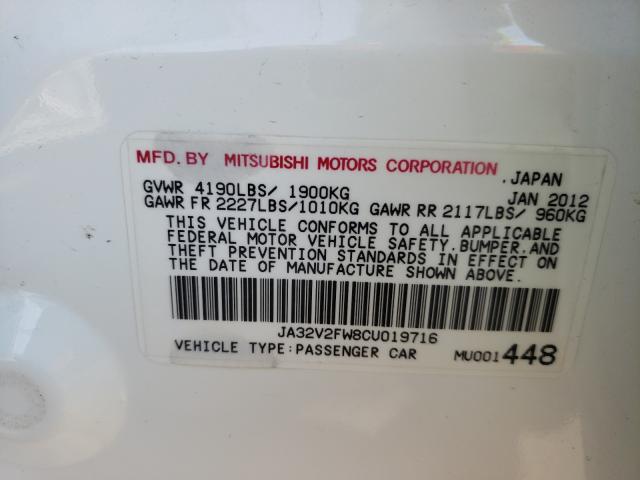 MFD. BY MITSUBISHI MOTORS CORPORATION
, JAPAN
GVWR 4190LBS/ 1900KG JAN 2012
GAWR FR 2227LBS/1010KG GAWR RR 2117LBS/ 960KG
THIS VEHICLE CONFORMS TO ALL APPLICABLE
FEDERAL MOTOR VEHICLE SAFETY, BUMPER, AND
THEFT PREVENTION STANDARDS IN EFFECT ON
THE DATE OF MANUFACTURE SHOWN ABOVE.
JA32V2FW8CU019716
VEHICLE TYPE:PASSENGER CAR MU001448